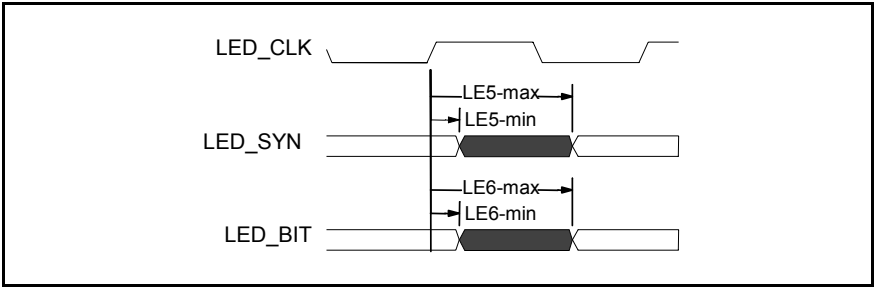 LED_CLK
LE5-max
LE5-min
LED_SYN
LE6-max
LE6-min
LED_BIT